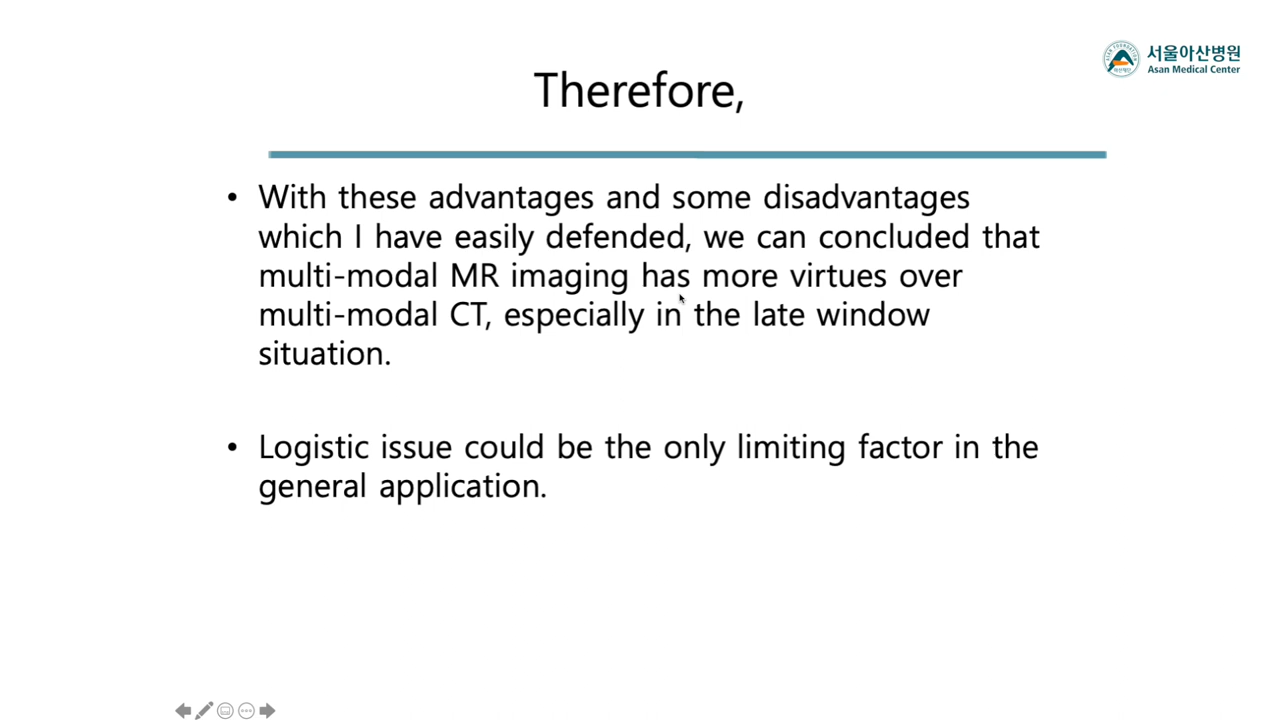 서울아산병원
Asan Medical Center
Therefore,
• With these advantages and some disadvantages
which I have easily defended, we can concluded that
multi-modal MR imaging has more virtues over
multi-modal CT, especially in the late window
situation.
• Logistic issue could be the only limiting factor in the
general application.